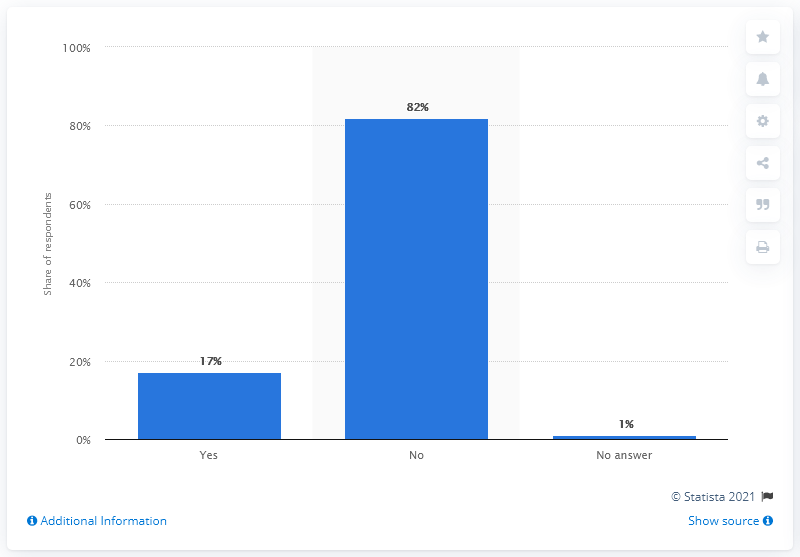 100%
82%
80%
60%
Share of respondents
40%
20%
17%
1%
0%
Yes
No
No answer
© Statista 2021
Additional Information
Show source